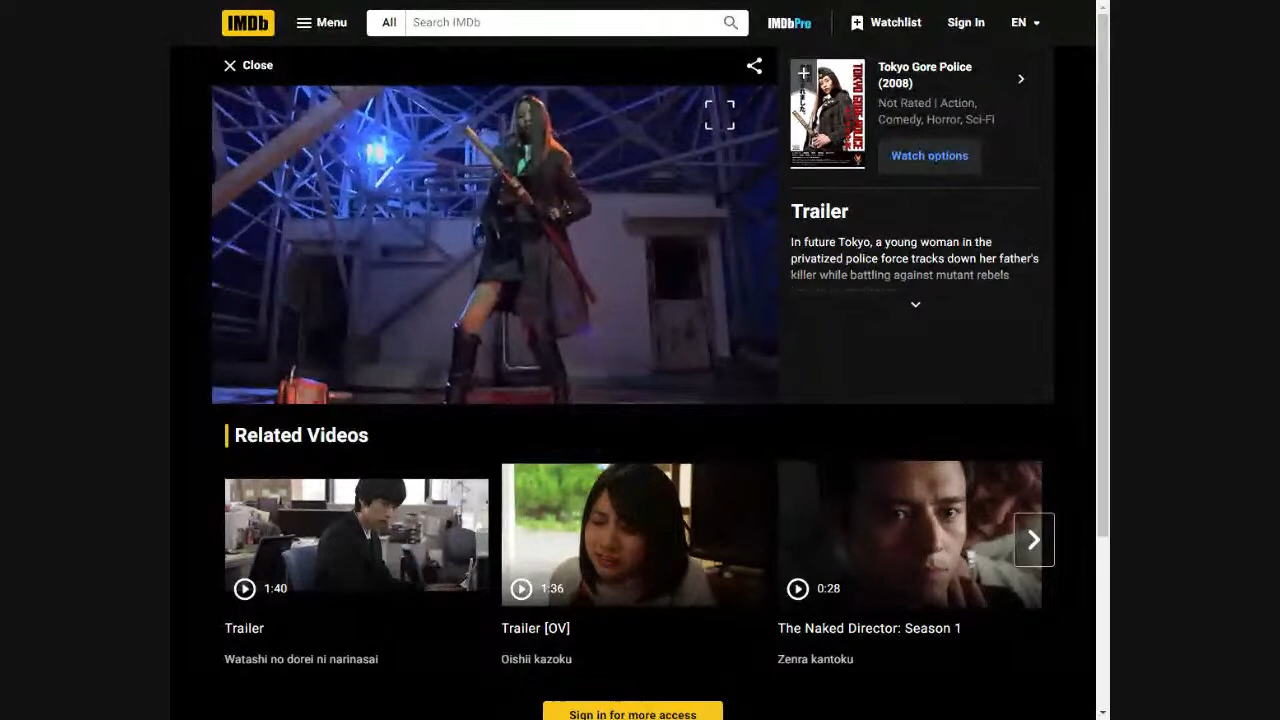 IMDb
Menu
All
Search IMDb
IMDbPro
Watchlist
Sign In
EN
Close
TOKYO GORE POLICE
Tokyo Gore Police
(2008)
Not Rated | Action,
Comedy, Horror, Sci-Fi
Watch options
Trailer
In future Tokyo, a young woman in the
privatized police force tracks down her father's
killer while battling against mutant rebels
Related Videos
1:40
1:36
0:28
Trailer
Trailer [OV]
The Naked Director: Season 1
Watashi no dorei ni narinasai
Oishii kazoku
Zenra kantoku
Sign in for more access